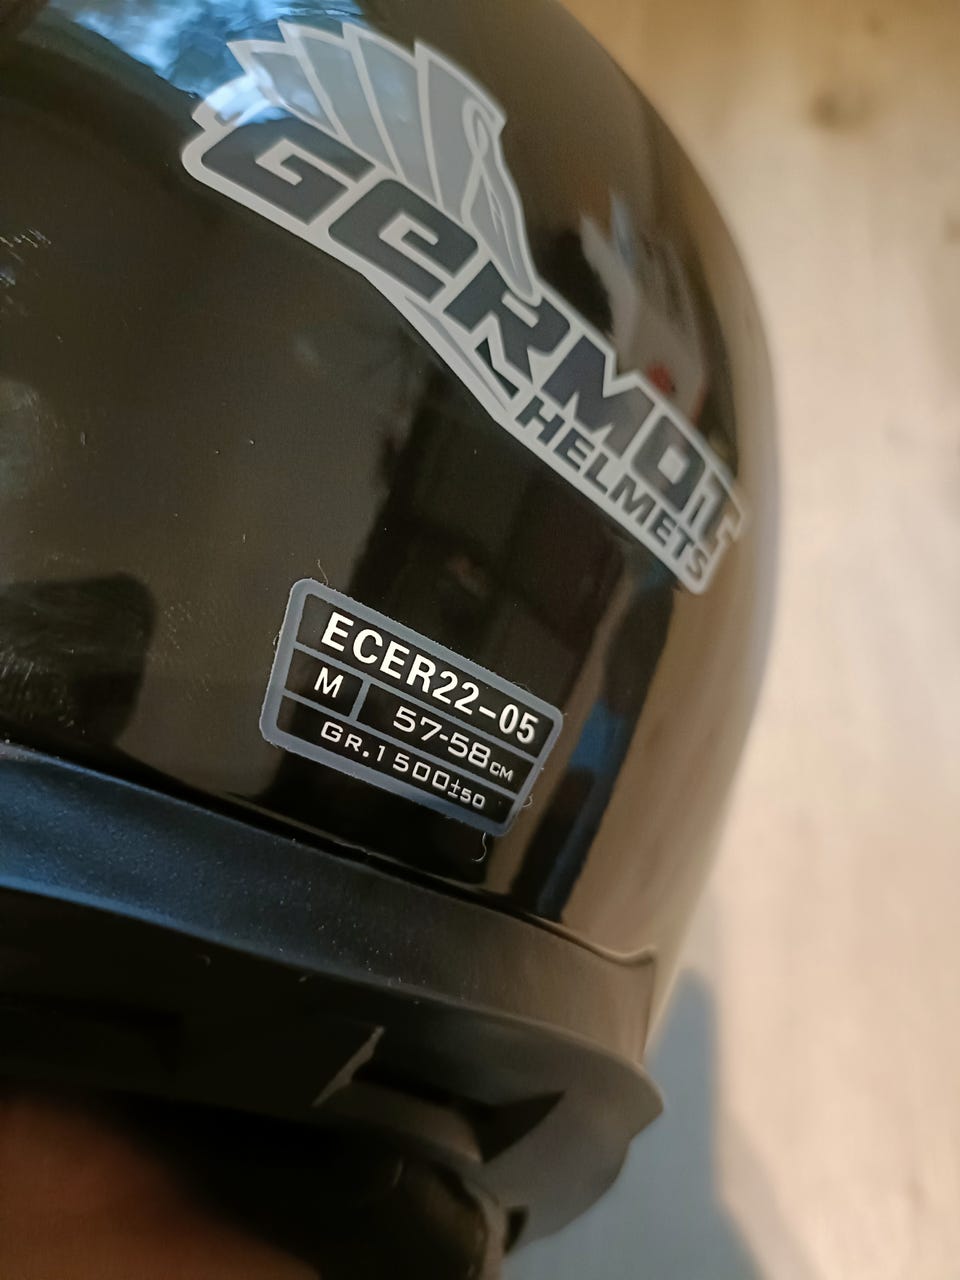 GERMOT
HELMETS
ECER22-05
M 57-58CM
GR.1500±50